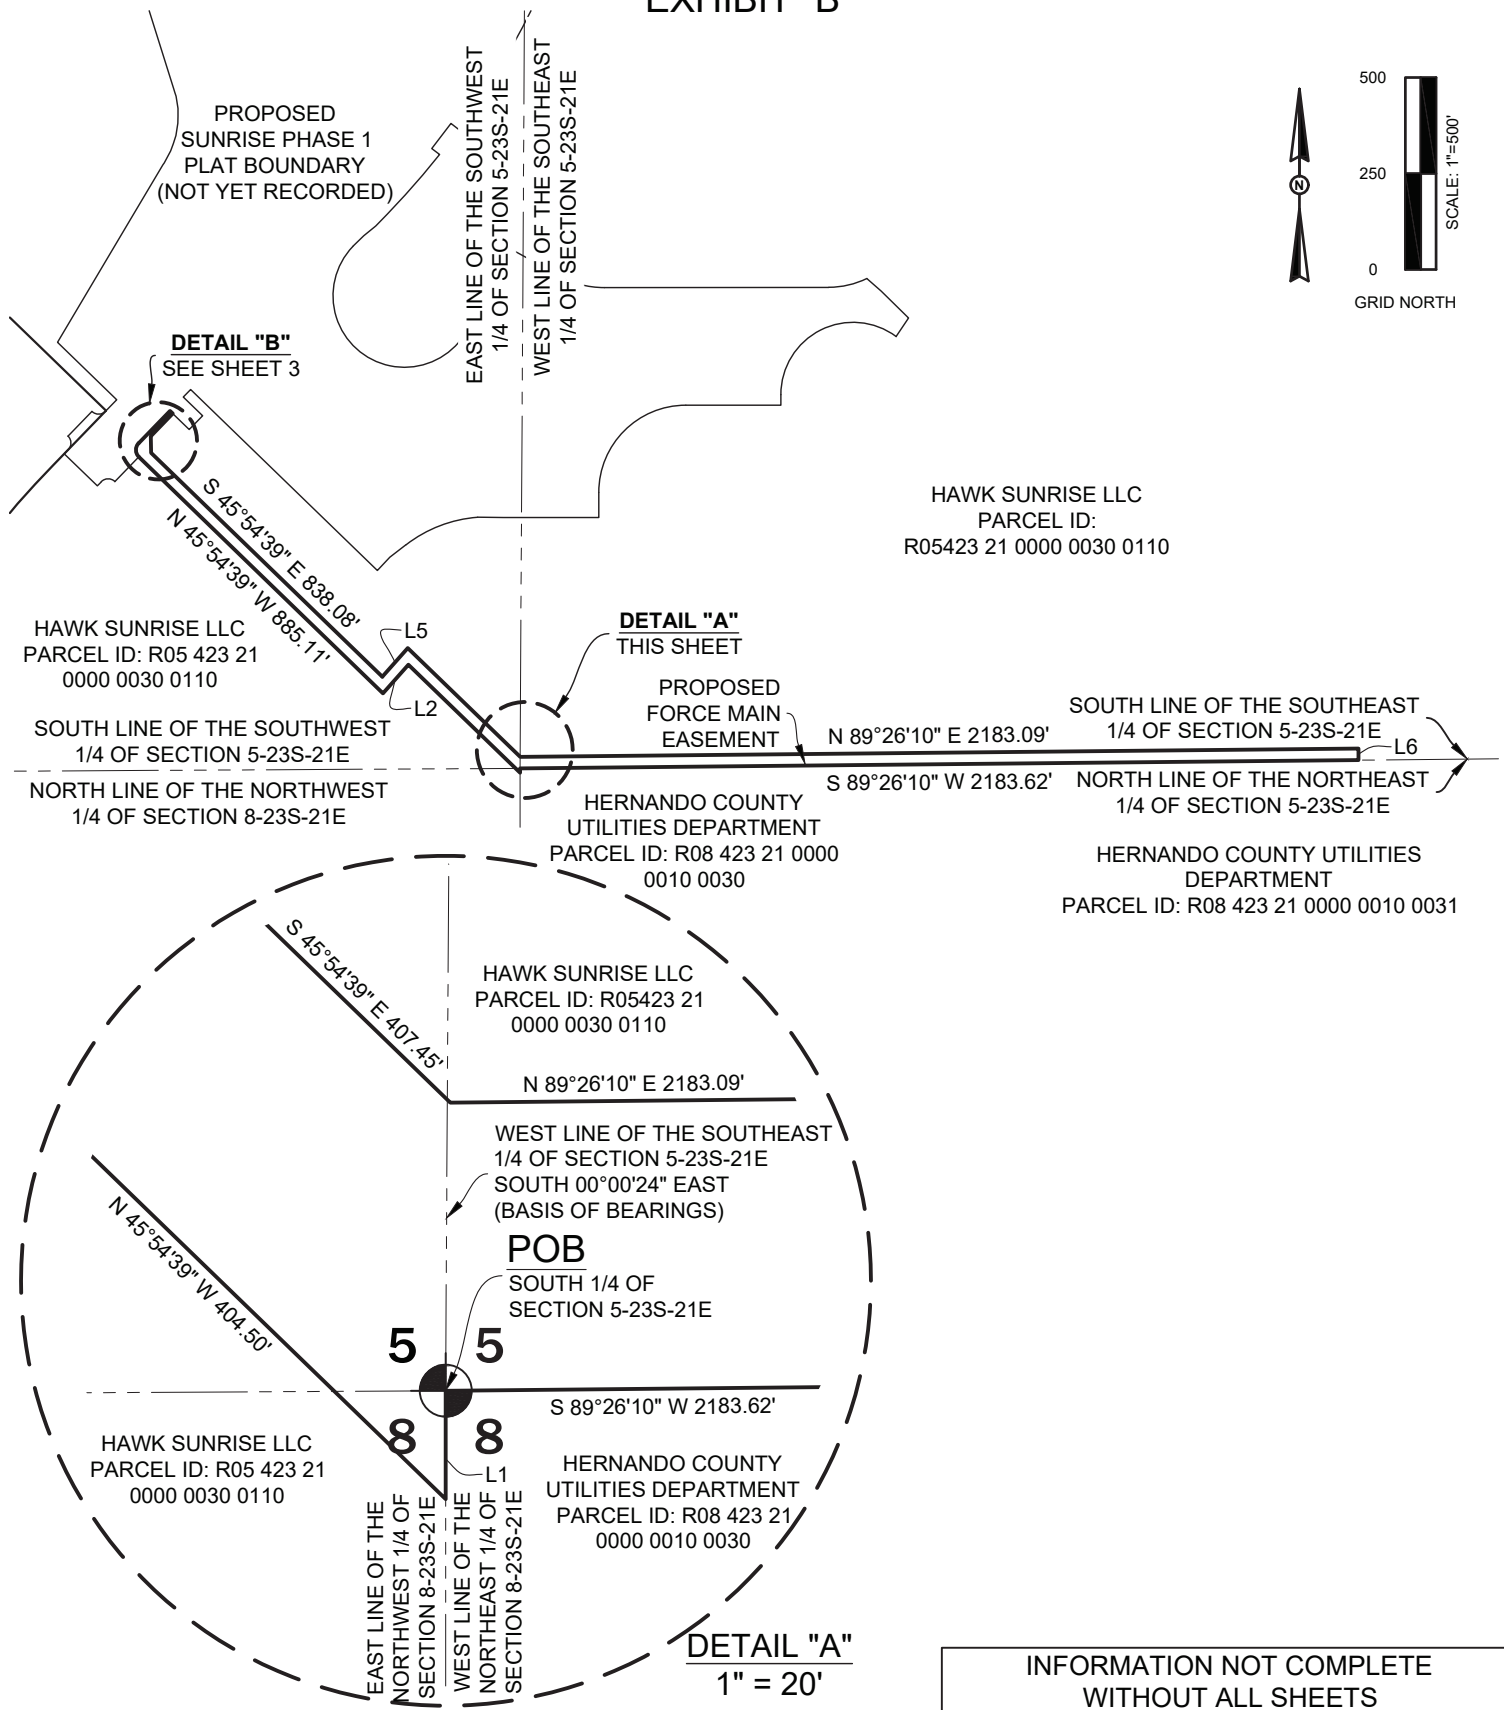 EXHIBIT "B"
EAST LINE OF THE SOUTHWEST
1/4 OF SECTION 5-23S-21E
WEST LINE OF THE SOUTHEAST
1/4 OF SECTION 5-23S-21E
PROPOSED
SUNRISE PHASE 1
PLAT BOUNDARY
(NOT YET RECORDED)
500
250
0
SCALE: 1"=500'
N
GRID NORTH
DETAIL "B"
SEE SHEET 3
S 45°54'39" E 838.08'
N 45°54'39" W 885.11'
HAWK SUNRISE LLC
PARCEL ID:
R05423 21 0000 0030 0110
HAWK SUNRISE LLC
PARCEL ID: R05 423 21
0000 0030 0110
L5
L2
DETAIL "A"
THIS SHEET
PROPOSED
FORCE MAIN
EASEMENT
N 89°26'10" E 2183.09'
S 89°26'10" W 2183.62'
SOUTH LINE OF THE SOUTHEAST
1/4 OF SECTION 5-23S-21E
L6
NORTH LINE OF THE NORTHEAST
1/4 OF SECTION 5-23S-21E
SOUTH LINE OF THE SOUTHWEST
1/4 OF SECTION 5-23S-21E
NORTH LINE OF THE NORTHWEST
1/4 OF SECTION 8-23S-21E
HERNANDO COUNTY
UTILITIES DEPARTMENT
PARCEL ID: R08 423 21 0000
0010 0030
HERNANDO COUNTY UTILITIES
DEPARTMENT
PARCEL ID: R08 423 21 0000 0010 0031
S 45°54'39" E 407.45'
HAWK SUNRISE LLC
PARCEL ID: R05423 21
0000 0030 0110
N 89°26'10" E 2183.09'
WEST LINE OF THE SOUTHEAST
1/4 OF SECTION 5-23S-21E
SOUTH 00°00'24" EAST
(BASIS OF BEARINGS)
N 45°54'39" W 404.50'
POB
SOUTH 1/4 OF
SECTION 5-23S-21E
5 5
8 8
S 89°26'10" W 2183.62'
L1
HAWK SUNRISE LLC
PARCEL ID: R05 423 21
0000 0030 0110
HERNANDO COUNTY
UTILITIES DEPARTMENT
PARCEL ID: R08 423 21
0000 0010 0030
EAST LINE OF THE
NORTHWEST 1/4 OF
SECTION 8-23S-21E
WEST LINE OF THE
NORTHEAST 1/4 OF
SECTION 8-23S-21E
DETAIL "A"
1" = 20'
INFORMATION NOT COMPLETE
WITHOUT ALL SHEETS